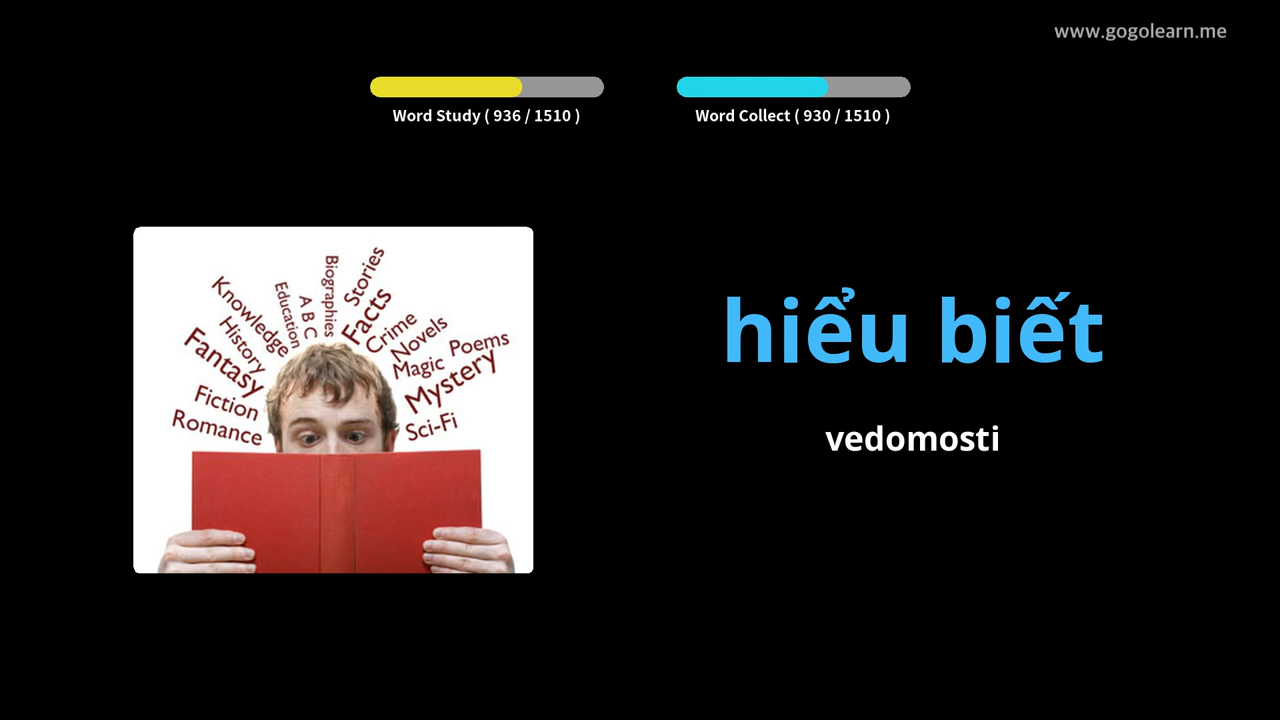 www.gogolearn.me
Word Study ( 936 / 1510 )
Word Collect ( 930 / 1510 )
Knowledge
History
Fantasy
Fiction
Romance
Education
A B C
Biographies
Stories
Facts
Crime
Novels
Magic
Poems
Mystery
Sci-Fi
hiểu biết
vedomosti